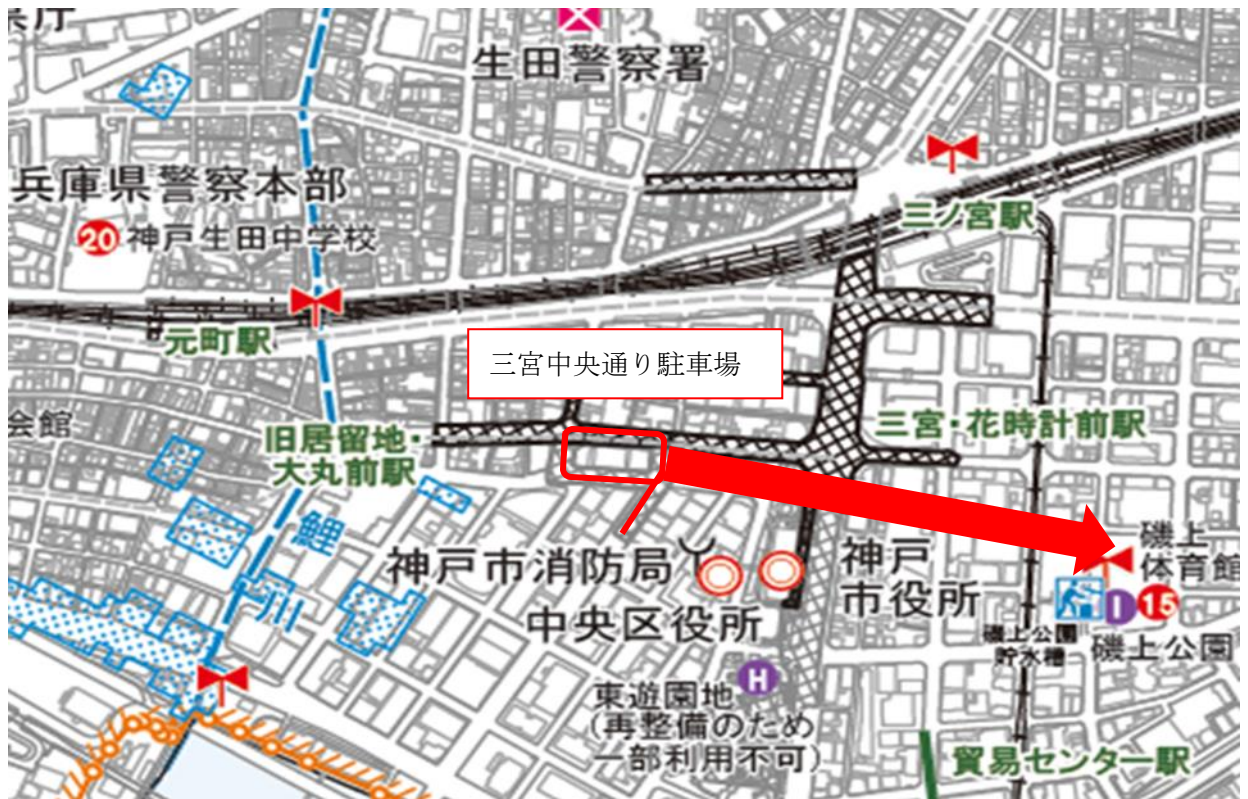 県庁
生田警察署
兵庫県警察本部
20 神戸生田中学校
三ノ宮駅
元町駅
三宮中央通り駐車場
会館
旧居留地・
大丸前駅
三宮・花時計前駅
鯉
川
神戸市消防局
中央区役所
神戸
市役所
磯上
体育館
I 15
磯上公園
貯水槽
磯上公園
H
東遊園地
(再整備のため
一部利用不可)
貿易センター駅